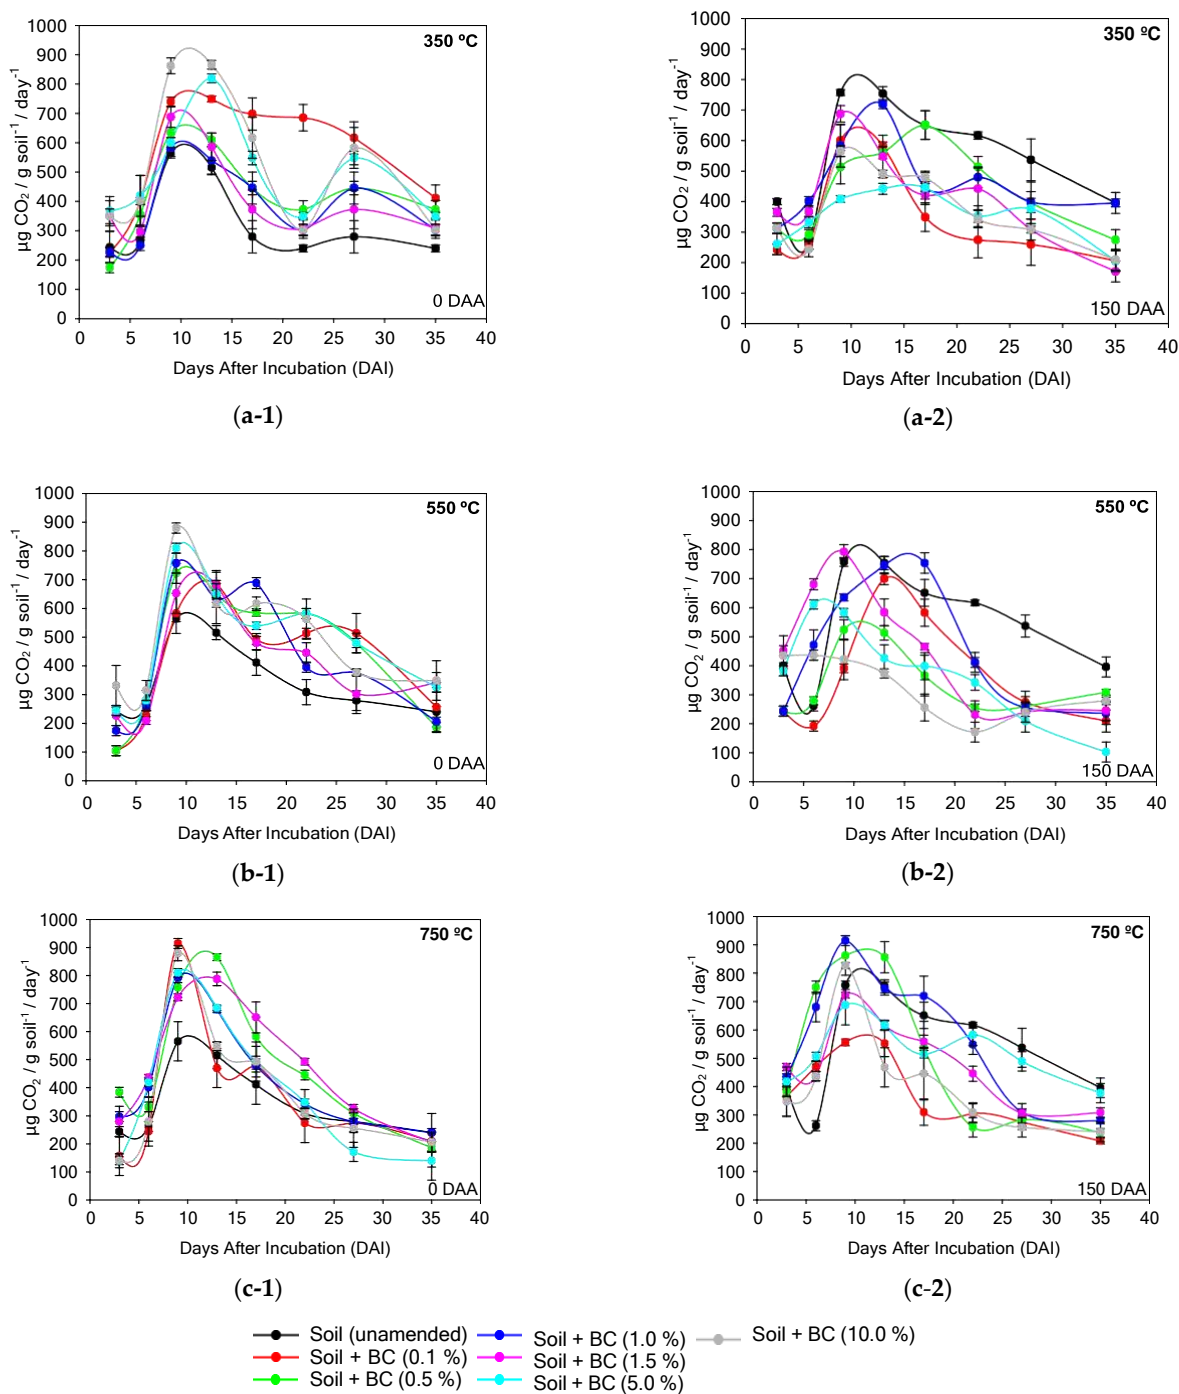 1000
900
800
700
600
500
400
300
200
100
0
µg CO₂ / g soil⁻¹ / day⁻¹
350 ºC
0 DAA
0 5 10 15 20 25 30 35 40
Days After Incubation (DAI)
(a-1)
1000
900
800
700
600
500
400
300
200
100
0
µg CO₂ / g soil⁻¹ / day⁻¹
350 ºC
150 DAA
0 5 10 15 20 25 30 35 40
Days After Incubation (DAI)
(a-2)
1000
900
800
700
600
500
400
300
200
100
0
µg CO₂ / g soil⁻¹ / day⁻¹
550 ºC
0 DAA
0 5 10 15 20 25 30 35 40
Days After Incubation (DAI)
(b-1)
1000
900
800
700
600
500
400
300
200
100
0
µg CO₂ / g soil⁻¹ / day⁻¹
550 ºC
150 DAA
0 5 10 15 20 25 30 35 40
Days After Incubation (DAI)
(b-2)
1000
900
800
700
600
500
400
300
200
100
0
µg CO₂ / g soil⁻¹ / day⁻¹
750 ºC
0 DAA
0 5 10 15 20 25 30 35 40
Days After Incubation (DAI)
(c-1)
1000
900
800
700
600
500
400
300
200
100
0
µg CO₂ / g soil⁻¹ / day⁻¹
750 ºC
150 DAA
0 5 10 15 20 25 30 35 40
Days After Incubation (DAI)
(c-2)
Soil (unamended)
Soil + BC (0.1 %)
Soil + BC (0.5 %)
Soil + BC (1.0 %)
Soil + BC (1.5 %)
Soil + BC (5.0 %)
Soil + BC (10.0 %)